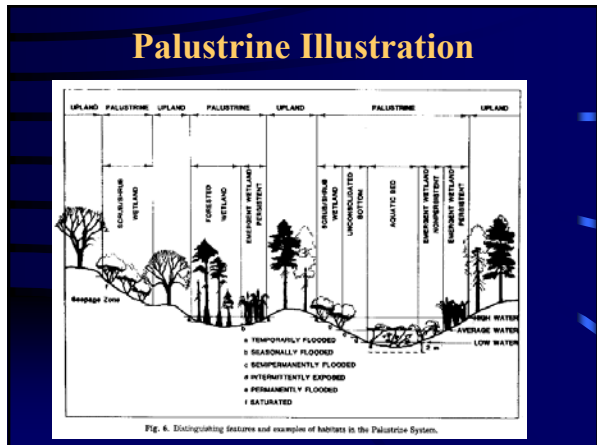 Palustrine Illustration
UPLAND PALUSTRINE UPLAND PALUSTRINE UPLAND PALUSTRINE UPLAND
SCRUB/SHRUB
WETLAND
FORESTED
WETLAND
EMERGENT WETLAND
PERSISTENT
SCRUB/SHRUB
WETLAND
UNCONSOLIDATED
BOTTOM
AQUATIC BED
EMERGENT WETLAND
NONPERSISTENT
EMERGENT WETLAND
PERSISTENT
f
Seepage Zone
b
HIGH WATER
AVERAGE WATER
LOW WATER
2 m
a TEMPORARILY FLOODED
b SEASONALLY FLOODED
c SEMIPERMANENTLY FLOODED
d INTERMITTENTLY EXPOSED
e PERMANENTLY FLOODED
f SATURATED
Fig. 6. Distinguishing features and examples of habitats in the Palustrine System.